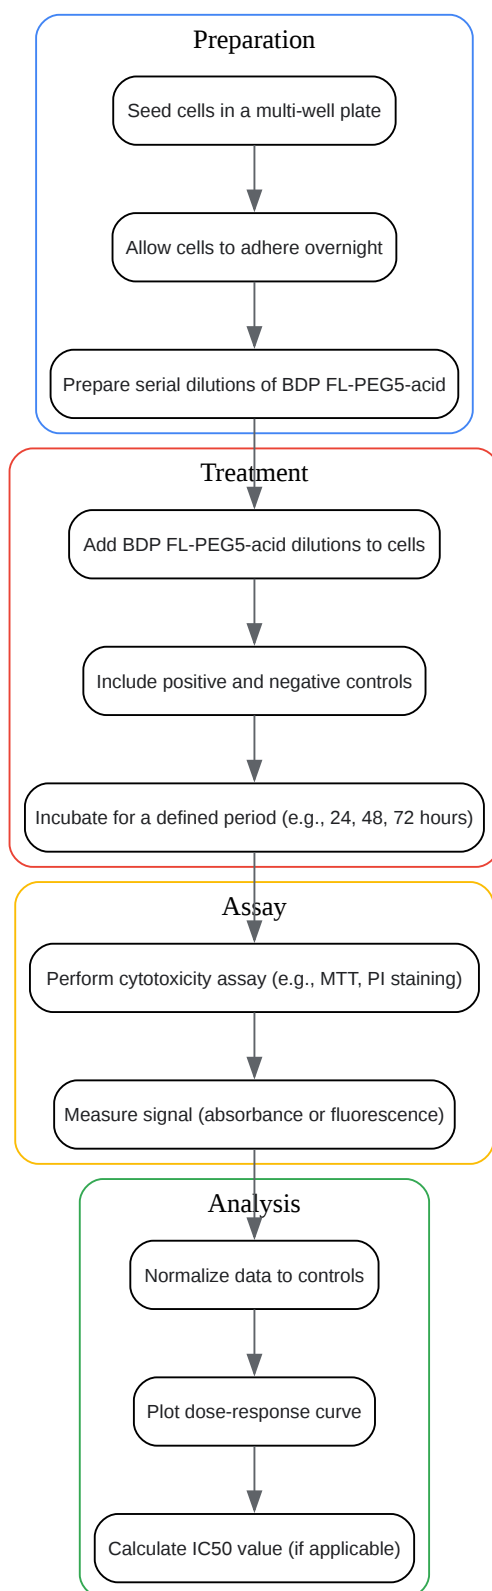 Preparation
Seed cells in a multi-well plate
Allow cells to adhere overnight
Prepare serial dilutions of BDP FL-PEG5-acid
Treatment
Add BDP FL-PEG5-acid dilutions to cells
Include positive and negative controls
Incubate for a defined period (e.g., 24, 48, 72 hours)
Assay
Perform cytotoxicity assay (e.g., MTT, PI staining)
Measure signal (absorbance or fluorescence)
Analysis
Normalize data to controls
Plot dose-response curve
Calculate IC50 value (if applicable)